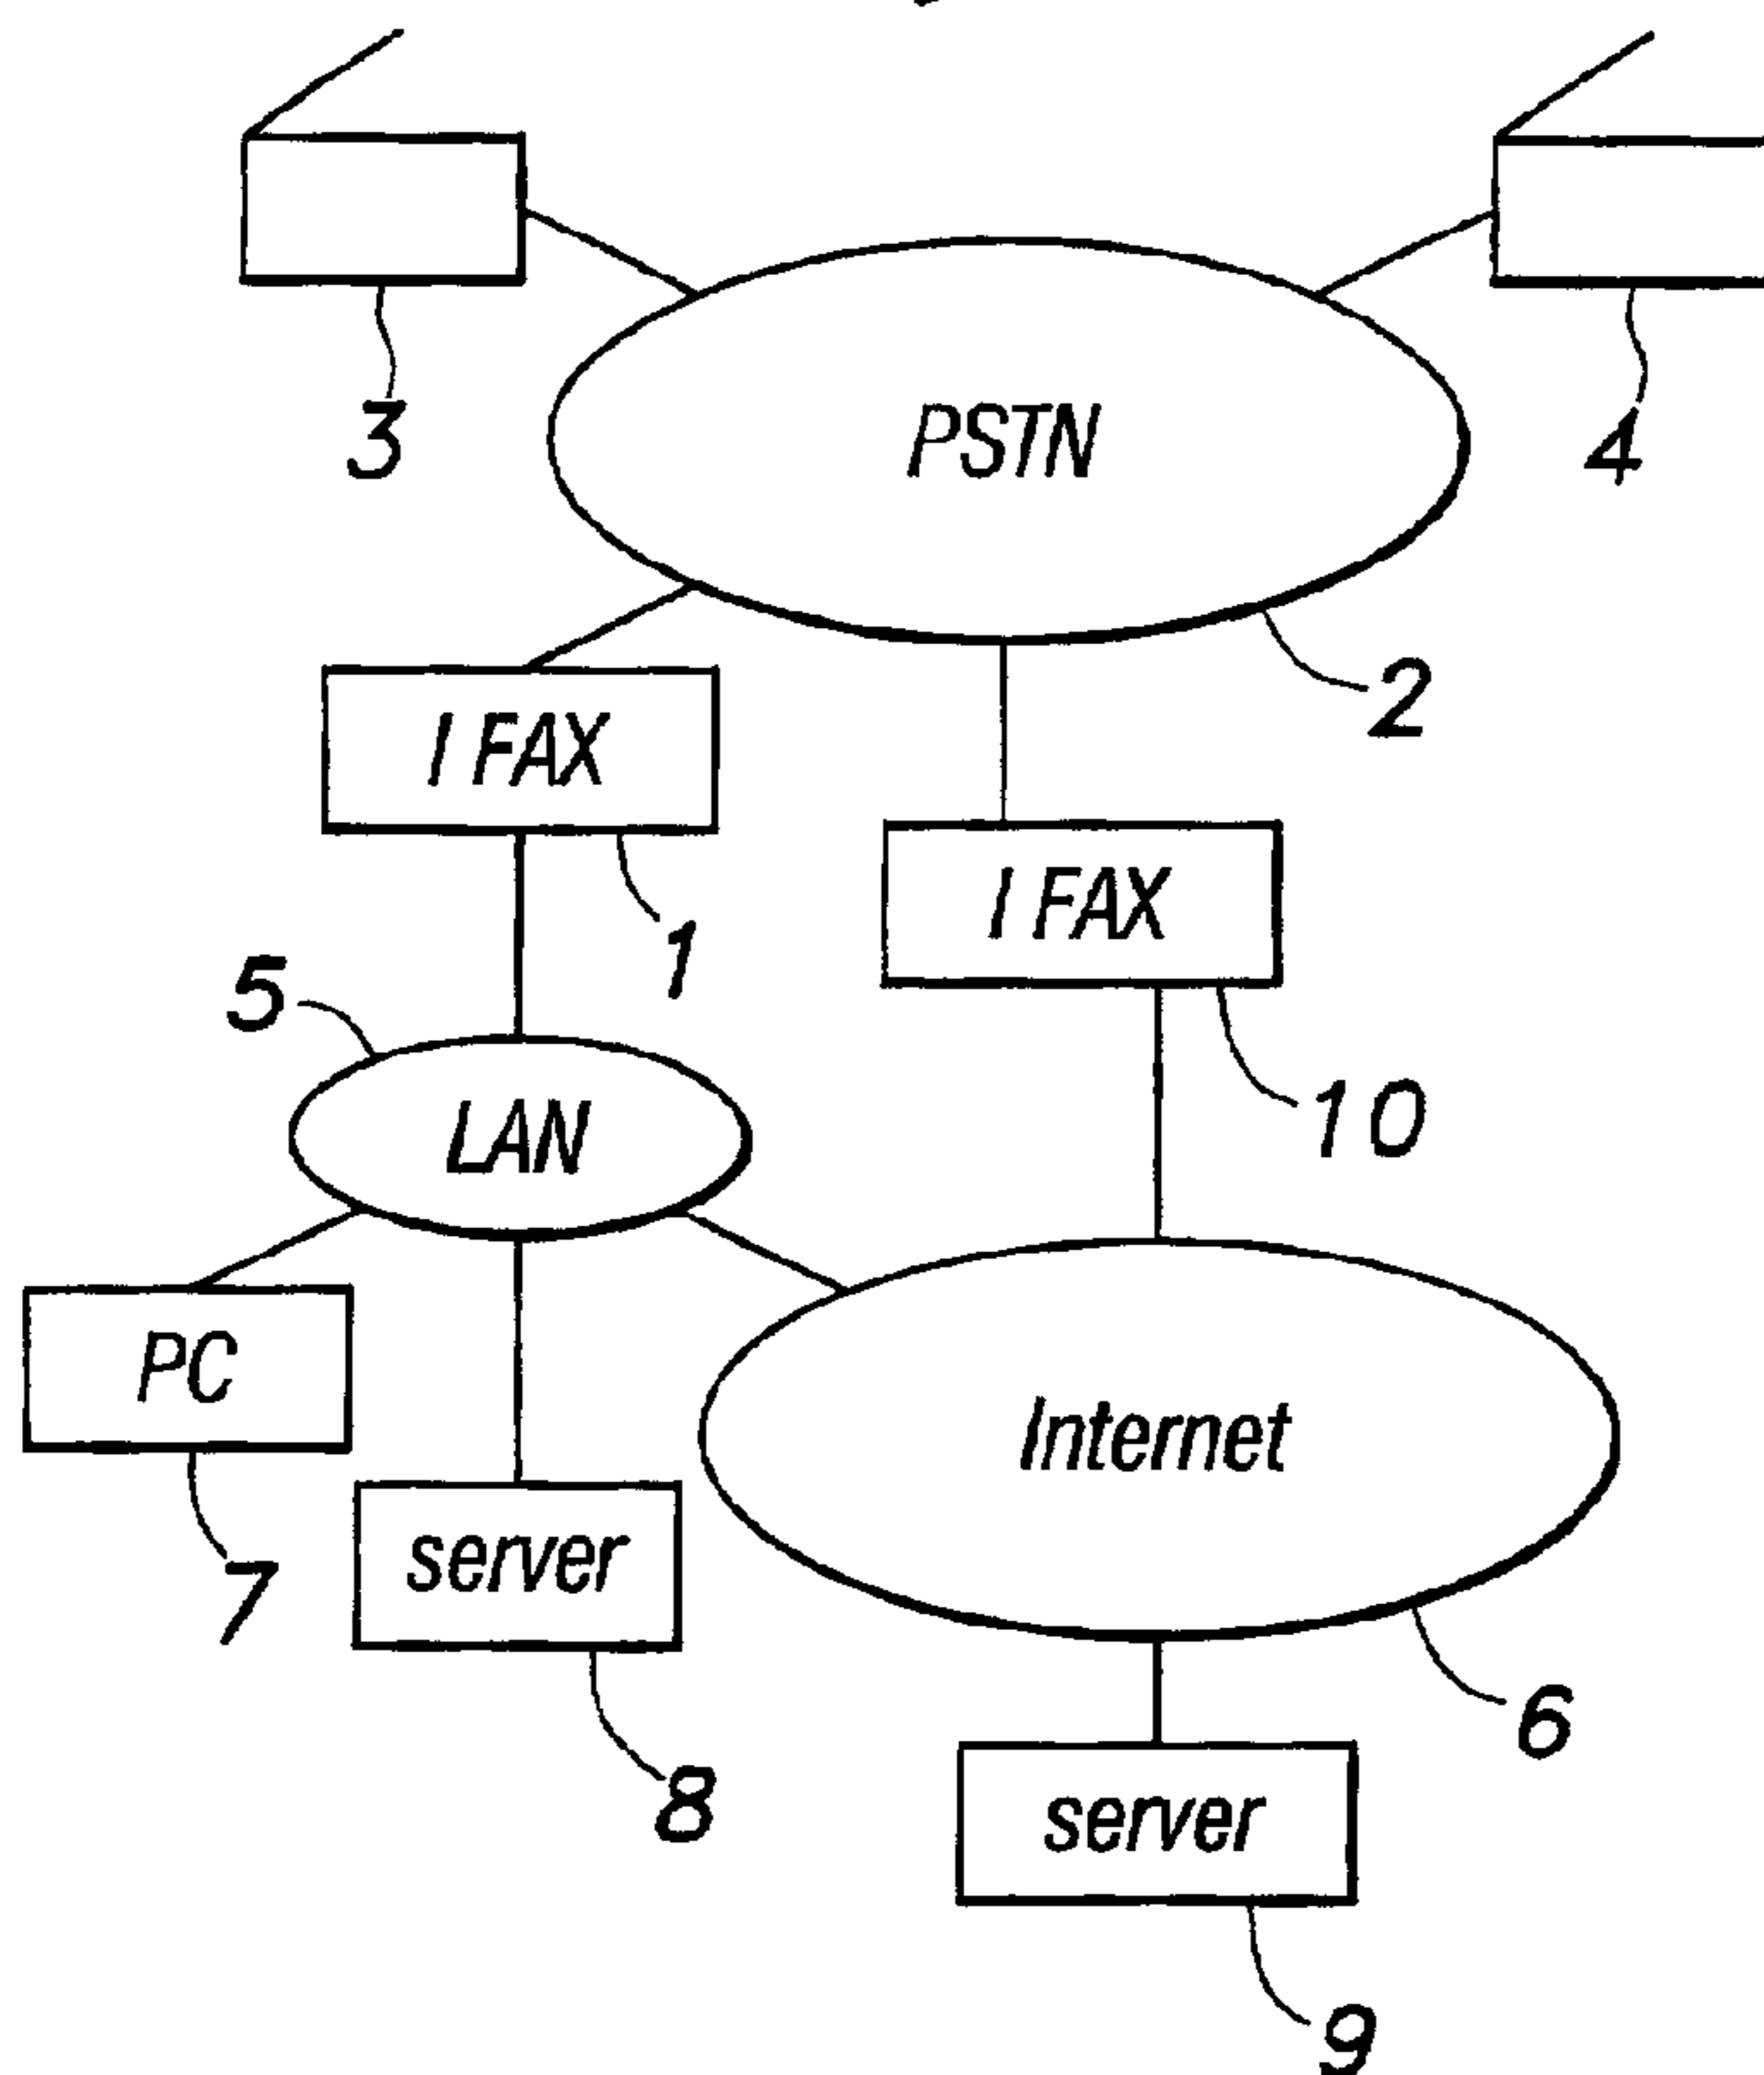 3
PSTN
4
2
I FAX
1
I FAX
10
5
LAN
PC
7
server
8
Internet
6
server
9